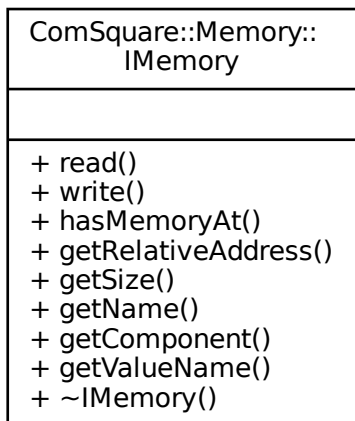 ComSquare::Memory::
IMemory
+ read()
+ write()
+ hasMemoryAt()
+ getRelativeAddress()
+ getSize()
+ getName()
+ getComponent()
+ getValueName()
+ ~IMemory()